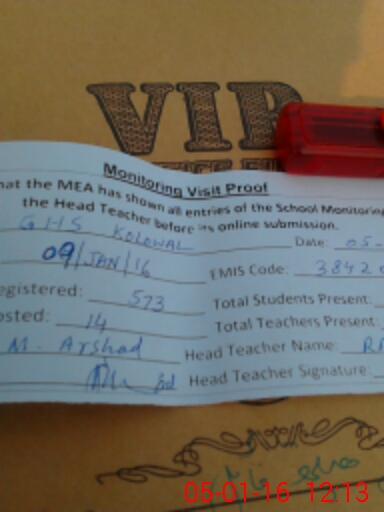 VIP
Monitoring Visit Proof
hat the MEA has shown all entries of the School Monitoring
the Head Teacher before its online submission.
GHS KOLOWAL Date: 05-
09/JAN/16 EMIS Code: 3842
egistered: 573 Total Students Present:
osted: 14 Total Teachers Present:
M. Arshad Head Teacher Name:
Head Teacher Signature:
05-01-16 12:13